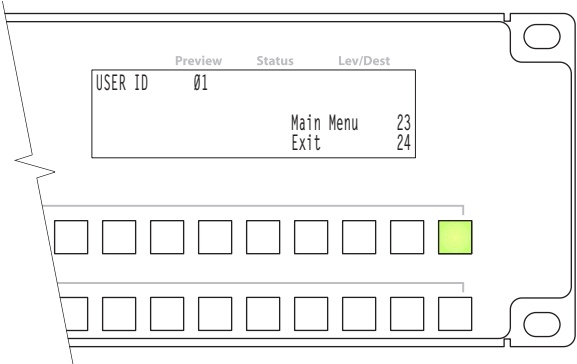 Preview Status Lev/Dest
USER ID Ø1
Main Menu 23
Exit 24